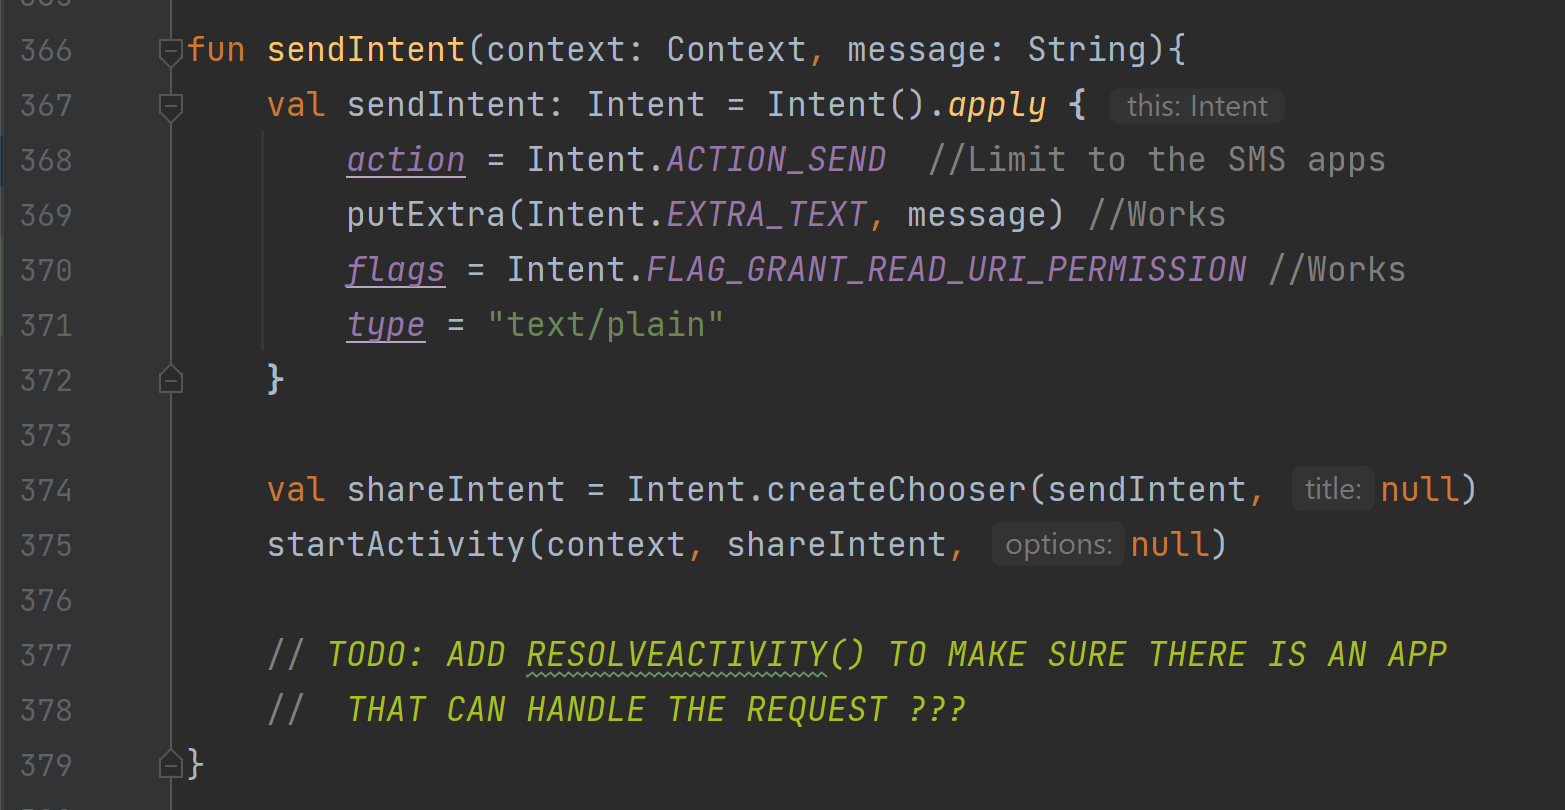 366 fun sendIntent(context: Context, message: String){
367 val sendIntent: Intent = Intent().apply { this: Intent
368 action = Intent.ACTION_SEND //Limit to the SMS apps
369 putExtra(Intent.EXTRA_TEXT, message) //Works
370 flags = Intent.FLAG_GRANT_READ_URI_PERMISSION //Works
371 type = "text/plain"
372 }
373
374 val shareIntent = Intent.createChooser(sendIntent, title: null)
375 startActivity(context, shareIntent, options: null)
376
377 // TODO: ADD RESOLVEACTIVITY() TO MAKE SURE THERE IS AN APP
378 // THAT CAN HANDLE THE REQUEST ???
379 }